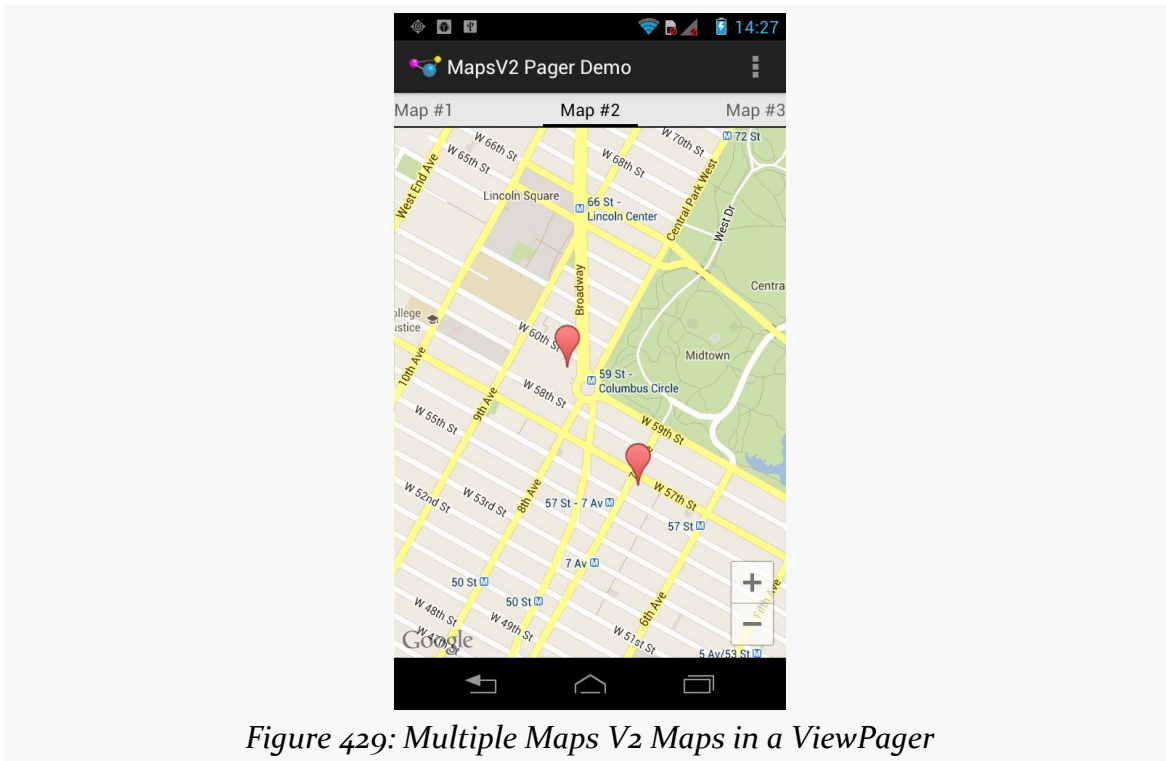 14:27
MapsV2 Pager Demo
Map #1
Map #2
Map #3
W 66th St
W 70th St
72 St
W 65th St
W 68th St
West End Ave
Lincoln Square
66 St -
Lincoln Center
Central Park West
West Dr
Broadway
Centra
ollege
ustice
W 60th St
Midtown
10th Ave
59 St -
Columbus Circle
W 58th St
9th Ave
W 55th St
W 59th St
W 52nd St
W 53rd St
8th Ave
57 St - 7 Av
W 57th St
57 St
7 Av
50 St
50 St
6th Ave
Fifth Ave
W 48th St
W 49th St
W 51st St
W 47th St
Google
5 Av/53 St
Figure 429: Multiple Maps V2 Maps in a ViewPager